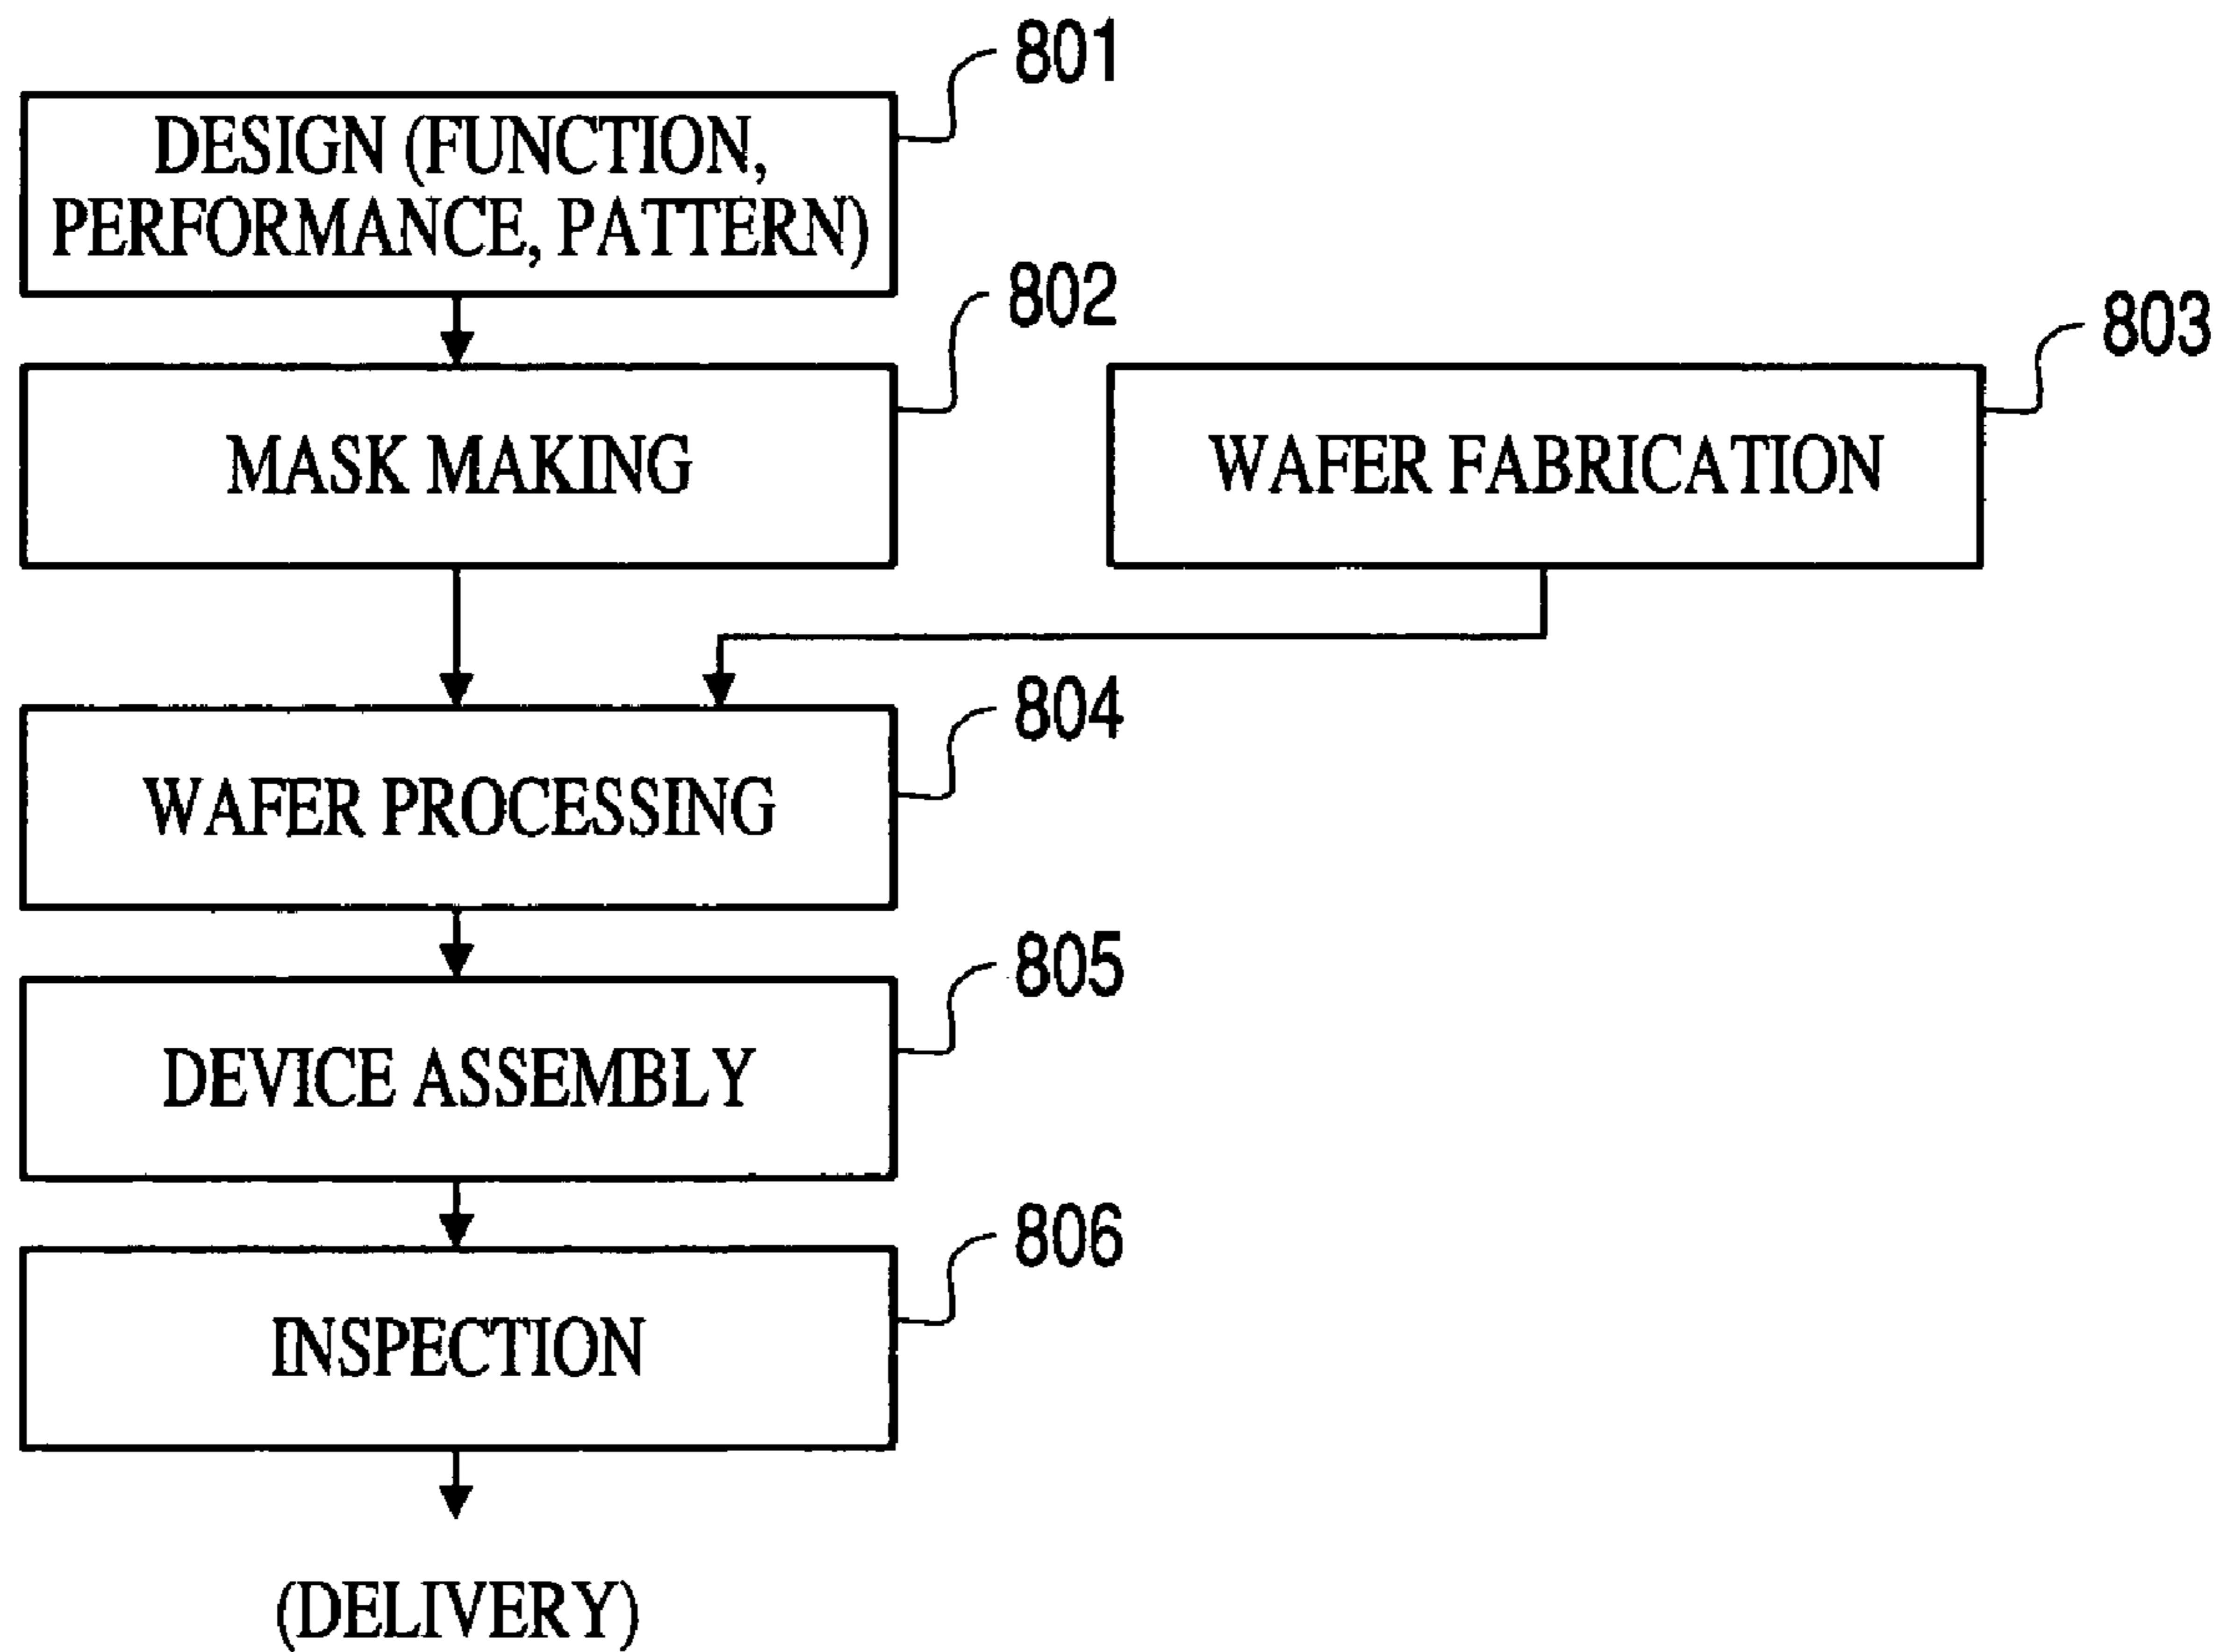 801
DESIGN (FUNCTION,
PERFORMANCE, PATTERN)
802
803
MASK MAKING
WAFER FABRICATION
804
WAFER PROCESSING
805
DEVICE ASSEMBLY
806
INSPECTION
(DELIVERY)